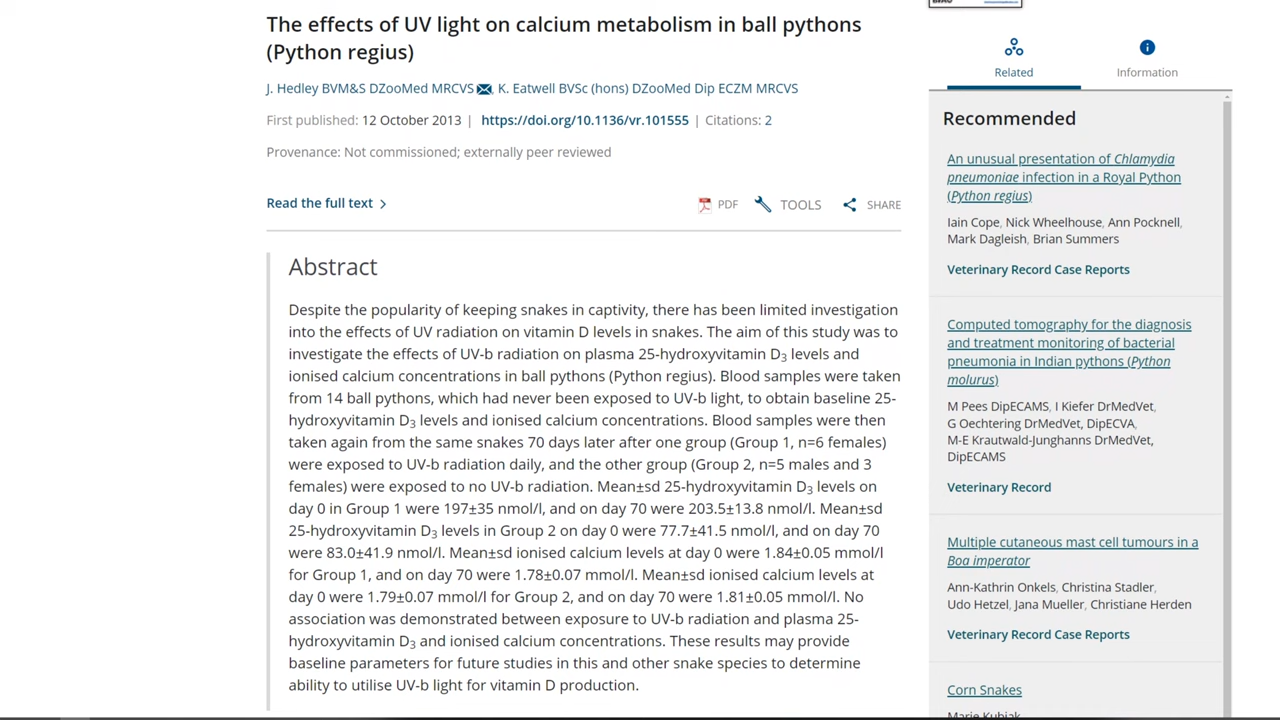 The effects of UV light on calcium metabolism in ball pythons
(Python regius)
J. Hedley BVM&S DZooMed MRCVS, K. Eatwell BVSc (hons) DZooMed Dip ECZM MRCVS
First published: 12 October 2013 | https://doi.org/10.1136/vr.101555 | Citations: 2
Provenance: Not commissioned; externally peer reviewed
Read the full text >
PDF TOOLS SHARE
Abstract
Despite the popularity of keeping snakes in captivity, there has been limited investigation
into the effects of UV radiation on vitamin D levels in snakes. The aim of this study was to
investigate the effects of UV-b radiation on plasma 25-hydroxyvitamin D3 levels and
ionised calcium concentrations in ball pythons (Python regius). Blood samples were taken
from 14 ball pythons, which had never been exposed to UV-b light, to obtain baseline 25-
hydroxyvitamin D3 levels and ionised calcium concentrations. Blood samples were then
taken again from the same snakes 70 days later after one group (Group 1, n=6 females)
were exposed to UV-b radiation daily, and the other group (Group 2, n=5 males and 3
females) were exposed to no UV-b radiation. Mean±sd 25-hydroxyvitamin D3 levels on
day 0 in Group 1 were 197±35 nmol/l, and on day 70 were 203.5±13.8 nmol/l. Mean±sd
25-hydroxyvitamin D3 levels in Group 2 on day 0 were 77.7±41.5 nmol/l, and on day 70
were 83.0±41.9 nmol/l. Mean±sd ionised calcium levels at day 0 were 1.84±0.05 mmol/l
for Group 1, and on day 70 were 1.78±0.07 mmol/l. Mean±sd ionised calcium levels at
day 0 were 1.79±0.07 mmol/l for Group 2, and on day 70 were 1.81±0.05 mmol/l. No
association was demonstrated between exposure to UV-b radiation and plasma 25-
hydroxyvitamin D3 and ionised calcium concentrations. These results may provide
baseline parameters for future studies in this and other snake species to determine
ability to utilise UV-b light for vitamin D production.
Related Information
Recommended
An unusual presentation of Chlamydia
pneumoniae infection in a Royal Python
(Python regius)
Iain Cope, Nick Wheelhouse, Ann Pocknell,
Mark Dagleish, Brian Summers
Veterinary Record Case Reports
Computed tomography for the diagnosis
and treatment monitoring of bacterial
pneumonia in Indian pythons (Python
molurus)
M Pees DipECAMS, I Kiefer DrMedVet,
G Oechtering DrMedVet, DipECVA,
M-E Krautwald-Junghanns DrMedVet,
DipECAMS
Veterinary Record
Multiple cutaneous mast cell tumours in a
Boa imperator
Ann-Kathrin Onkels, Christina Stadler,
Udo Hetzel, Jana Mueller, Christiane Herden
Veterinary Record Case Reports
Corn Snakes
Marie Kubiak